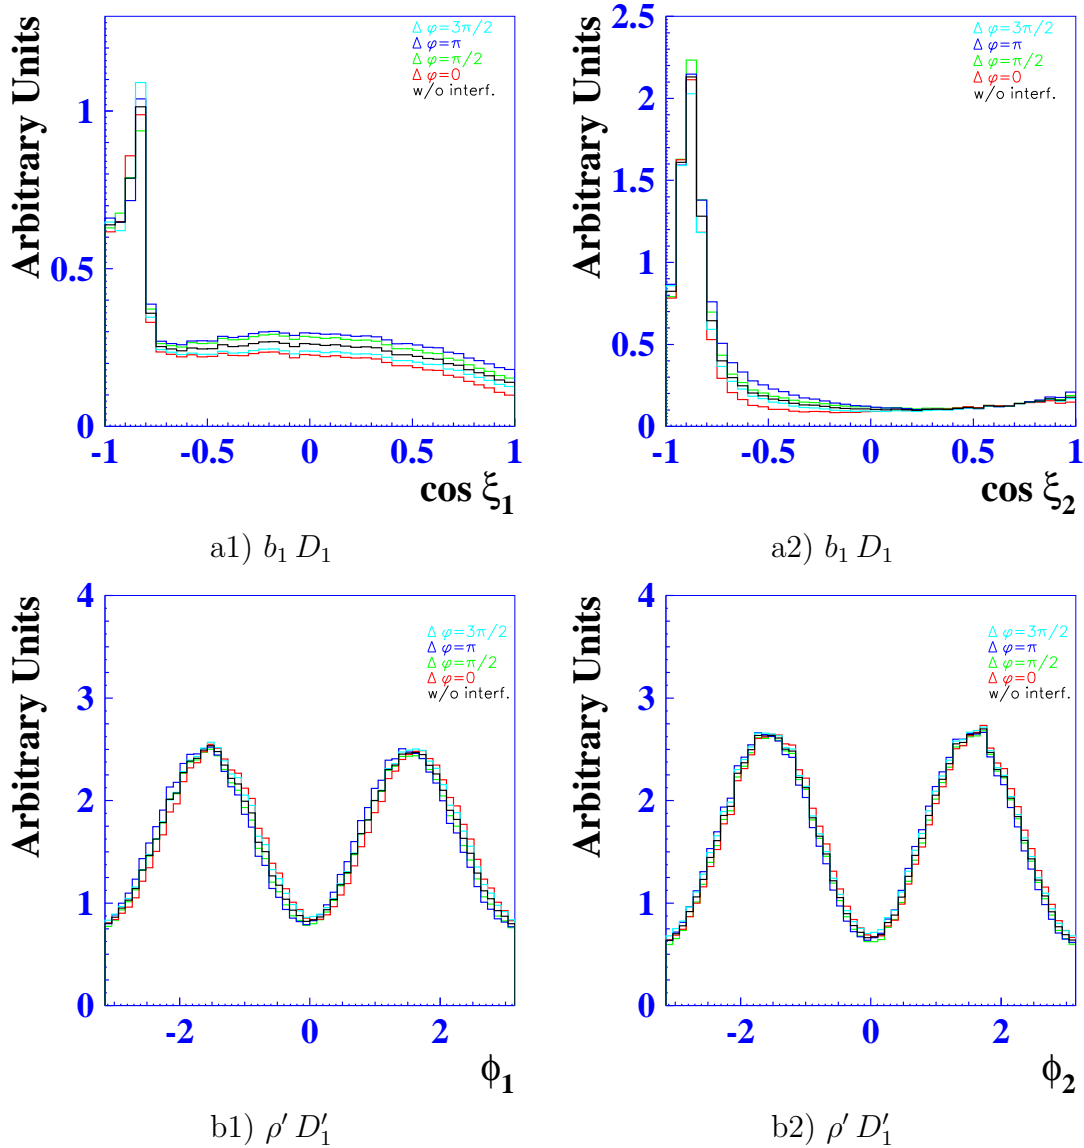 Arbitrary Units
1
0.5
0
-1 -0.5 0 0.5 1
cos ξ1
Δ φ=3π/2
Δ φ=π
Δ φ=π/2
Δ φ=0
w/o interf.
a1) b1 D1
Arbitrary Units
2.5
2
1.5
1
0.5
0
-1 -0.5 0 0.5 1
cos ξ2
Δ φ=3π/2
Δ φ=π
Δ φ=π/2
Δ φ=0
w/o interf.
a2) b1 D1
Arbitrary Units
4
3
2
1
0
-2 0 2
ϕ1
Δ φ=3π/2
Δ φ=π
Δ φ=π/2
Δ φ=0
w/o interf.
b1) ρ′ D′1
Arbitrary Units
4
3
2
1
0
-2 0 2
ϕ2
Δ φ=3π/2
Δ φ=π
Δ φ=π/2
Δ φ=0
w/o interf.
b2) ρ′ D′1